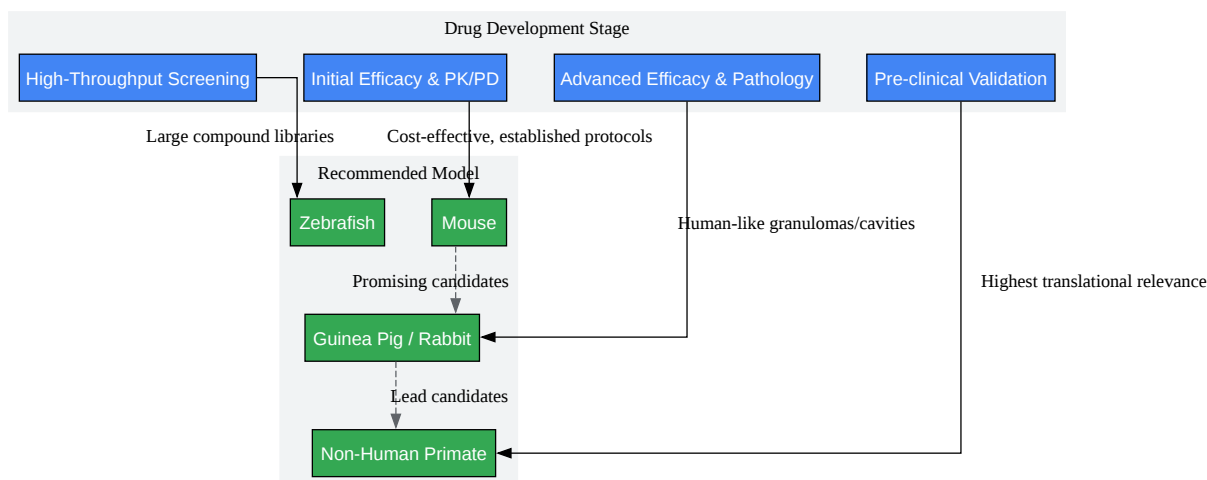 Drug Development Stage
High-Throughput Screening
Initial Efficacy & PK/PD
Advanced Efficacy & Pathology
Pre-clinical Validation
Large compound libraries
Cost-effective, established protocols
Recommended Model
Zebrafish
Mouse
Human-like granulomas/cavities
Promising candidates
Highest translational relevance
Guinea Pig / Rabbit
Lead candidates
Non-Human Primate